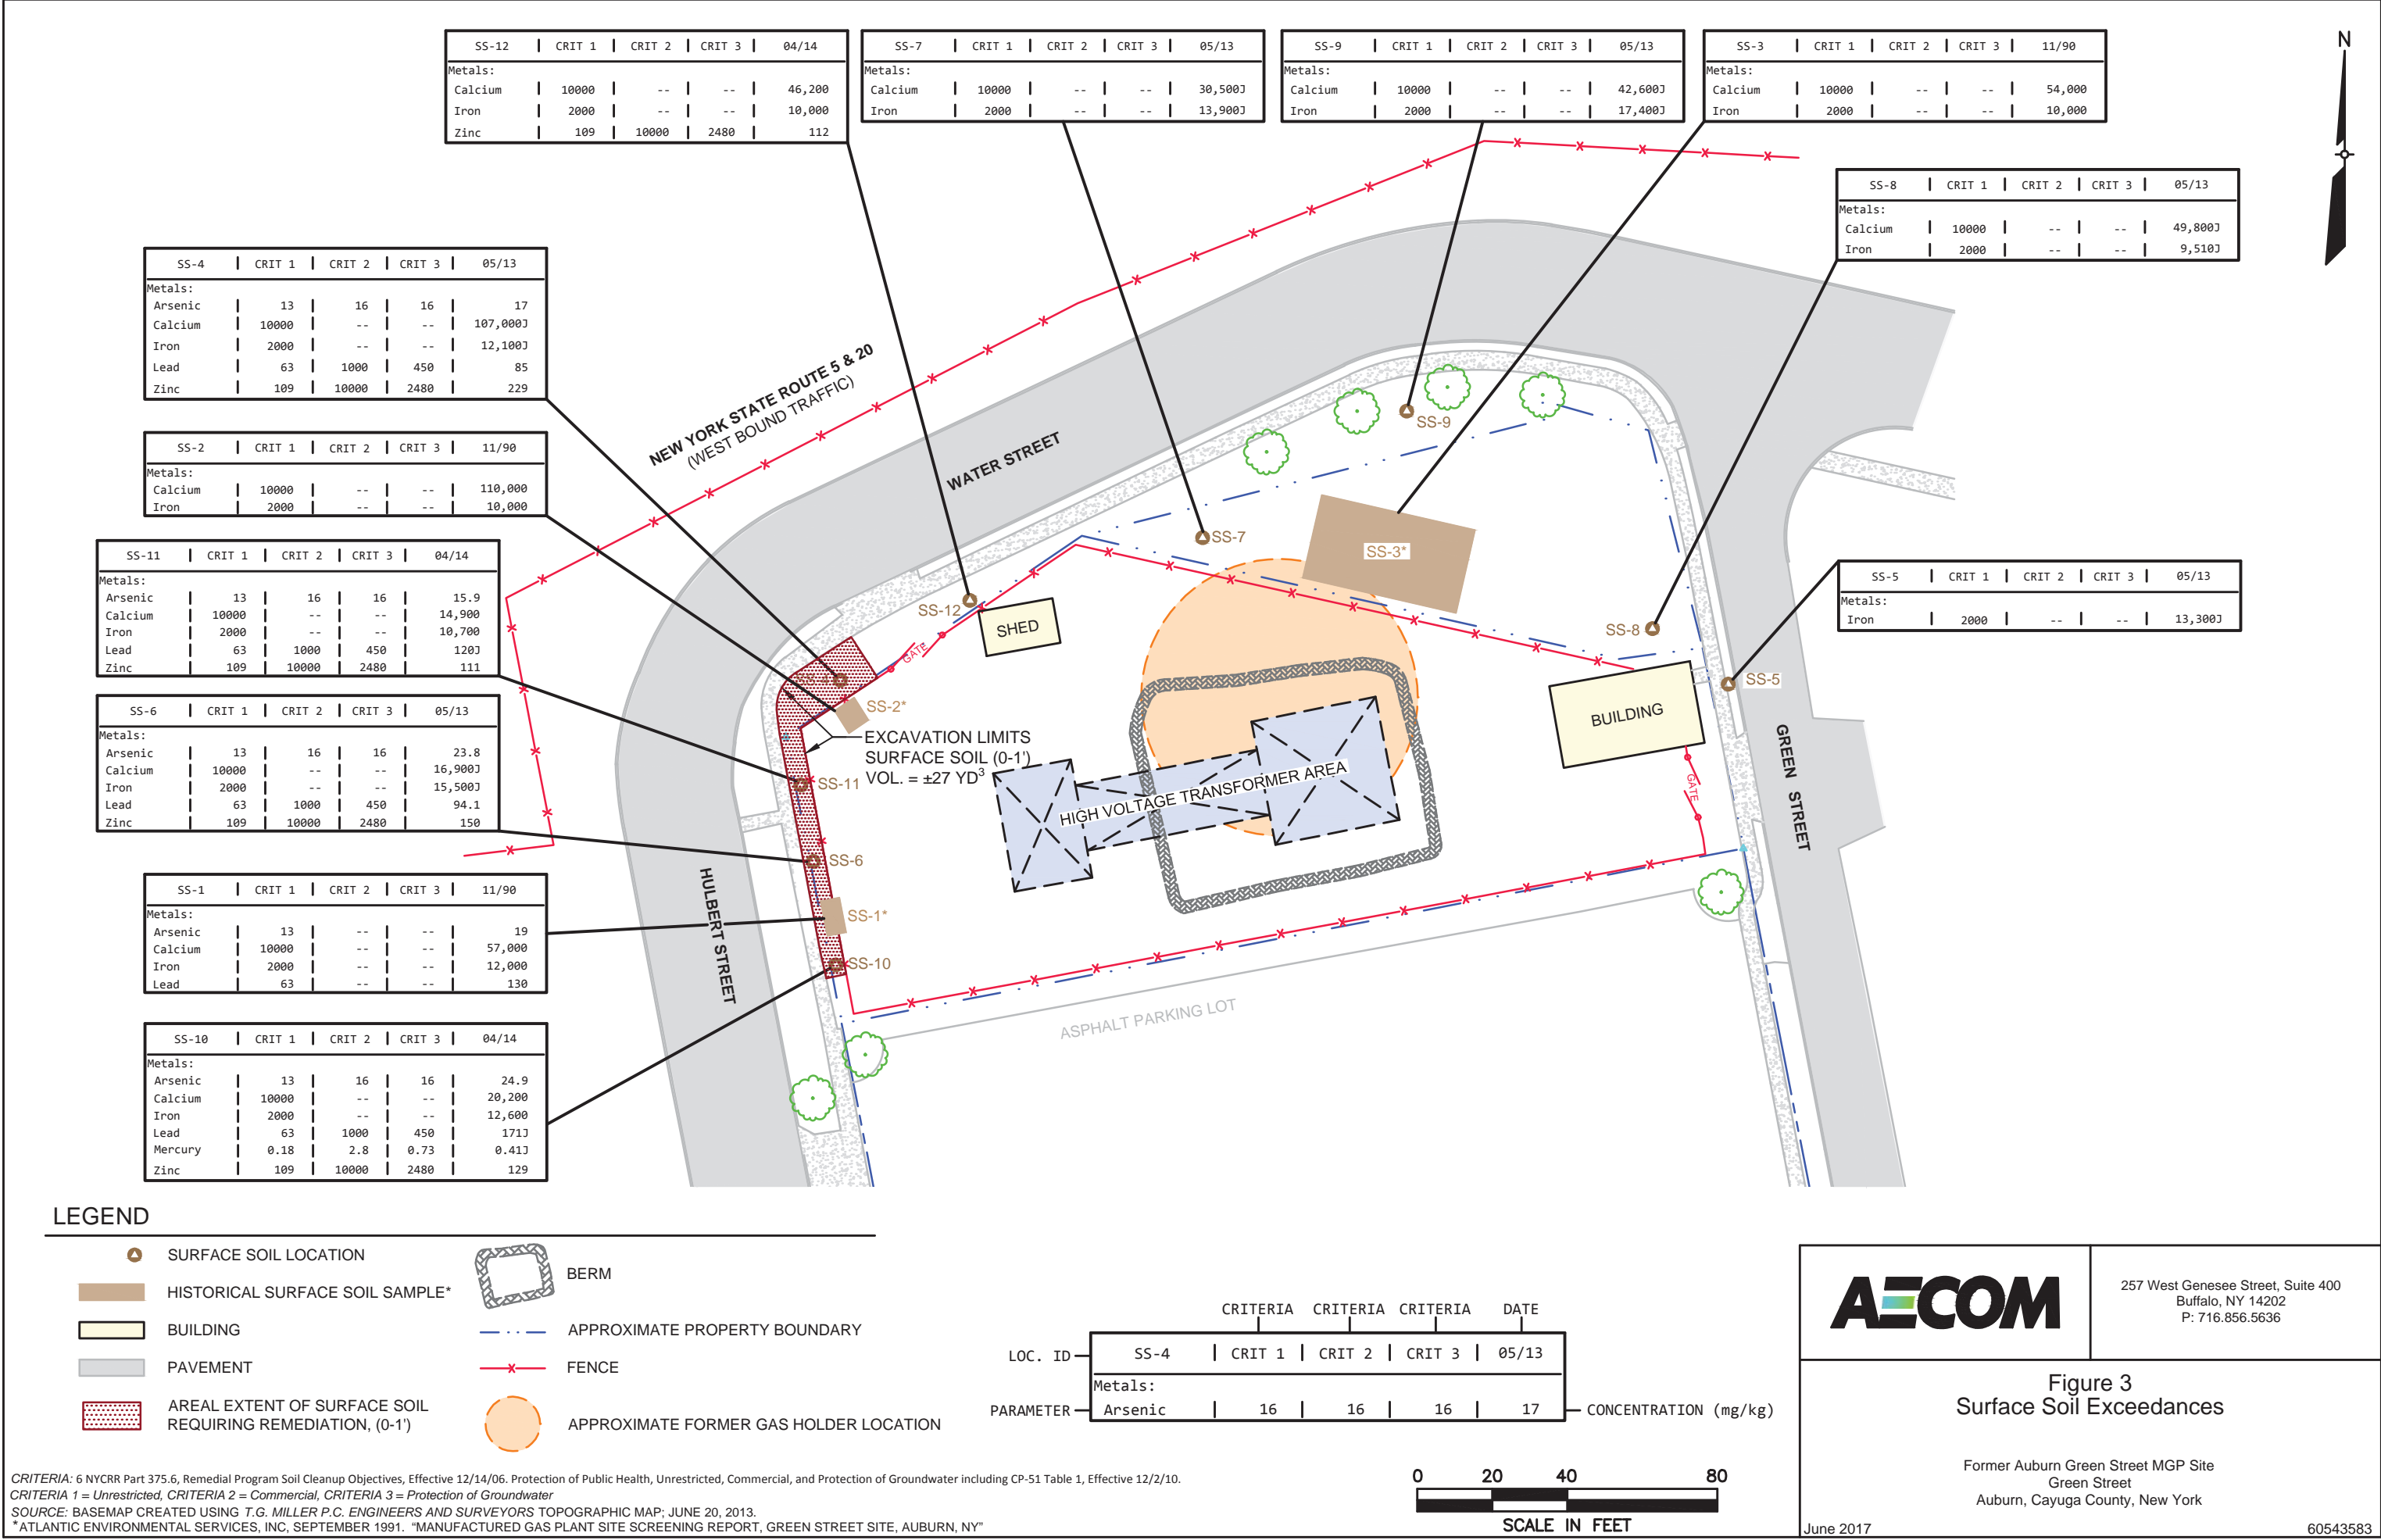 SS-12 | CRIT 1 | CRIT 2 | CRIT 3 | 04/14
Metals:
Calcium | 10000 | -- | -- | 46,200
Iron | 2000 | -- | -- | 10,000
Zinc | 109 | 10000 | 2480 | 112
SS-7 | CRIT 1 | CRIT 2 | CRIT 3 | 05/13
Metals:
Calcium | 10000 | -- | -- | 30,500J
Iron | 2000 | -- | -- | 13,900J
SS-9 | CRIT 1 | CRIT 2 | CRIT 3 | 05/13
Metals:
Calcium | 10000 | -- | -- | 42,600J
Iron | 2000 | -- | -- | 17,400J
SS-3 | CRIT 1 | CRIT 2 | CRIT 3 | 11/90
Metals:
Calcium | 10000 | -- | -- | 54,000
Iron | 2000 | -- | -- | 10,000
N
SS-8 | CRIT 1 | CRIT 2 | CRIT 3 | 05/13
Metals:
Calcium | 10000 | -- | -- | 49,800J
Iron | 2000 | -- | -- | 9,510J
SS-4 | CRIT 1 | CRIT 2 | CRIT 3 | 05/13
Metals:
Arsenic | 13 | 16 | 16 | 17
Calcium | 10000 | -- | -- | 107,000J
Iron | 2000 | -- | -- | 12,100J
Lead | 63 | 1000 | 450 | 85
Zinc | 109 | 10000 | 2480 | 229
SS-2 | CRIT 1 | CRIT 2 | CRIT 3 | 11/90
Metals:
Calcium | 10000 | -- | -- | 110,000
Iron | 2000 | -- | -- | 10,000
SS-11 | CRIT 1 | CRIT 2 | CRIT 3 | 04/14
Metals:
Arsenic | 13 | 16 | 16 | 15.9
Calcium | 10000 | -- | -- | 14,900
Iron | 2000 | -- | -- | 10,700
Lead | 63 | 1000 | 450 | 120J
Zinc | 109 | 10000 | 2480 | 111
SS-6 | CRIT 1 | CRIT 2 | CRIT 3 | 05/13
Metals:
Arsenic | 13 | 16 | 16 | 23.8
Calcium | 10000 | -- | -- | 16,900J
Iron | 2000 | -- | -- | 15,500J
Lead | 63 | 1000 | 450 | 94.1
Zinc | 109 | 10000 | 2480 | 150
SS-1 | CRIT 1 | CRIT 2 | CRIT 3 | 11/90
Metals:
Arsenic | 13 | -- | -- | 19
Calcium | 10000 | -- | -- | 57,000
Iron | 2000 | -- | -- | 12,000
Lead | 63 | -- | -- | 130
SS-10 | CRIT 1 | CRIT 2 | CRIT 3 | 04/14
Metals:
Arsenic | 13 | 16 | 16 | 24.9
Calcium | 10000 | -- | -- | 20,200
Iron | 2000 | -- | -- | 12,600
Lead | 63 | 1000 | 450 | 171J
Mercury | 0.18 | 2.8 | 0.73 | 0.41J
Zinc | 109 | 10000 | 2480 | 129
SS-5 | CRIT 1 | CRIT 2 | CRIT 3 | 05/13
Metals:
Iron | 2000 | -- | -- | 13,300J
NEW YORK STATE ROUTE 5 & 20
(WEST BOUND TRAFFIC)
WATER STREET
SS-9
SS-7
SS-3*
SS-12
SHED
GATE
SS-8
SS-5
BUILDING
SS-2*
EXCAVATION LIMITS
SURFACE SOIL (0-1')
VOL. = ±27 YD3
SS-11
HIGH VOLTAGE TRANSFORMER AREA
GATE
GREEN STREET
SS-6
HULBERT STREET
SS-1*
SS-10
ASPHALT PARKING LOT
LEGEND
SURFACE SOIL LOCATION
HISTORICAL SURFACE SOIL SAMPLE*
BUILDING
PAVEMENT
AREAL EXTENT OF SURFACE SOIL
REQUIRING REMEDIATION, (0-1')
BERM
APPROXIMATE PROPERTY BOUNDARY
FENCE
APPROXIMATE FORMER GAS HOLDER LOCATION
CRITERIA CRITERIA CRITERIA DATE
LOC. ID SS-4 | CRIT 1 | CRIT 2 | CRIT 3 | 05/13
Metals:
PARAMETER Arsenic | 16 | 16 | 16 | 17 CONCENTRATION (mg/kg)
0 20 40 80
SCALE IN FEET
CRITERIA: 6 NYCRR Part 375.6, Remedial Program Soil Cleanup Objectives, Effective 12/14/06. Protection of Public Health, Unrestricted, Commercial, and Protection of Groundwater including CP-51 Table 1, Effective 12/2/10.
CRITERIA 1 = Unrestricted, CRITERIA 2 = Commercial, CRITERIA 3 = Protection of Groundwater
SOURCE: BASEMAP CREATED USING T.G. MILLER P.C. ENGINEERS AND SURVEYORS TOPOGRAPHIC MAP; JUNE 20, 2013.
*ATLANTIC ENVIRONMENTAL SERVICES, INC, SEPTEMBER 1991. “MANUFACTURED GAS PLANT SITE SCREENING REPORT, GREEN STREET SITE, AUBURN, NY”
AECOM
257 West Genesee Street, Suite 400
Buffalo, NY 14202
P: 716.856.5636
Figure 3
Surface Soil Exceedances
Former Auburn Green Street MGP Site
Green Street
Auburn, Cayuga County, New York
June 2017
60543583